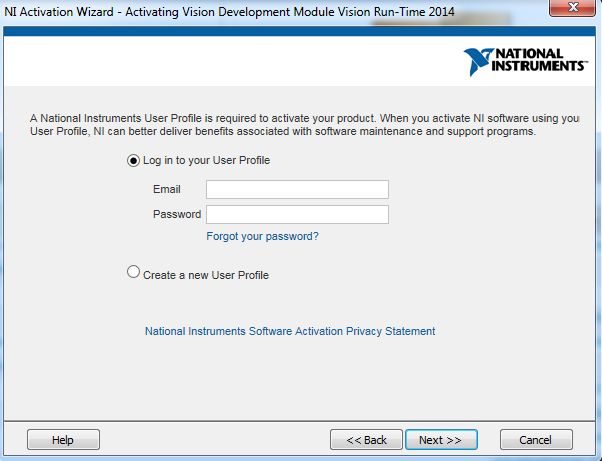 NI Activation Wizard - Activating Vision Development Module Vision Run-Time 2014
NATIONAL
INSTRUMENTS™
A National Instruments User Profile is required to activate your product. When you activate NI software using you
User Profile, NI can better deliver benefits associated with software maintenance and support programs.
Log in to your User Profile
Email
Password
Forgot your password?
Create a new User Profile
National Instruments Software Activation Privacy Statement
Help
<< Back
Next >>
Cancel